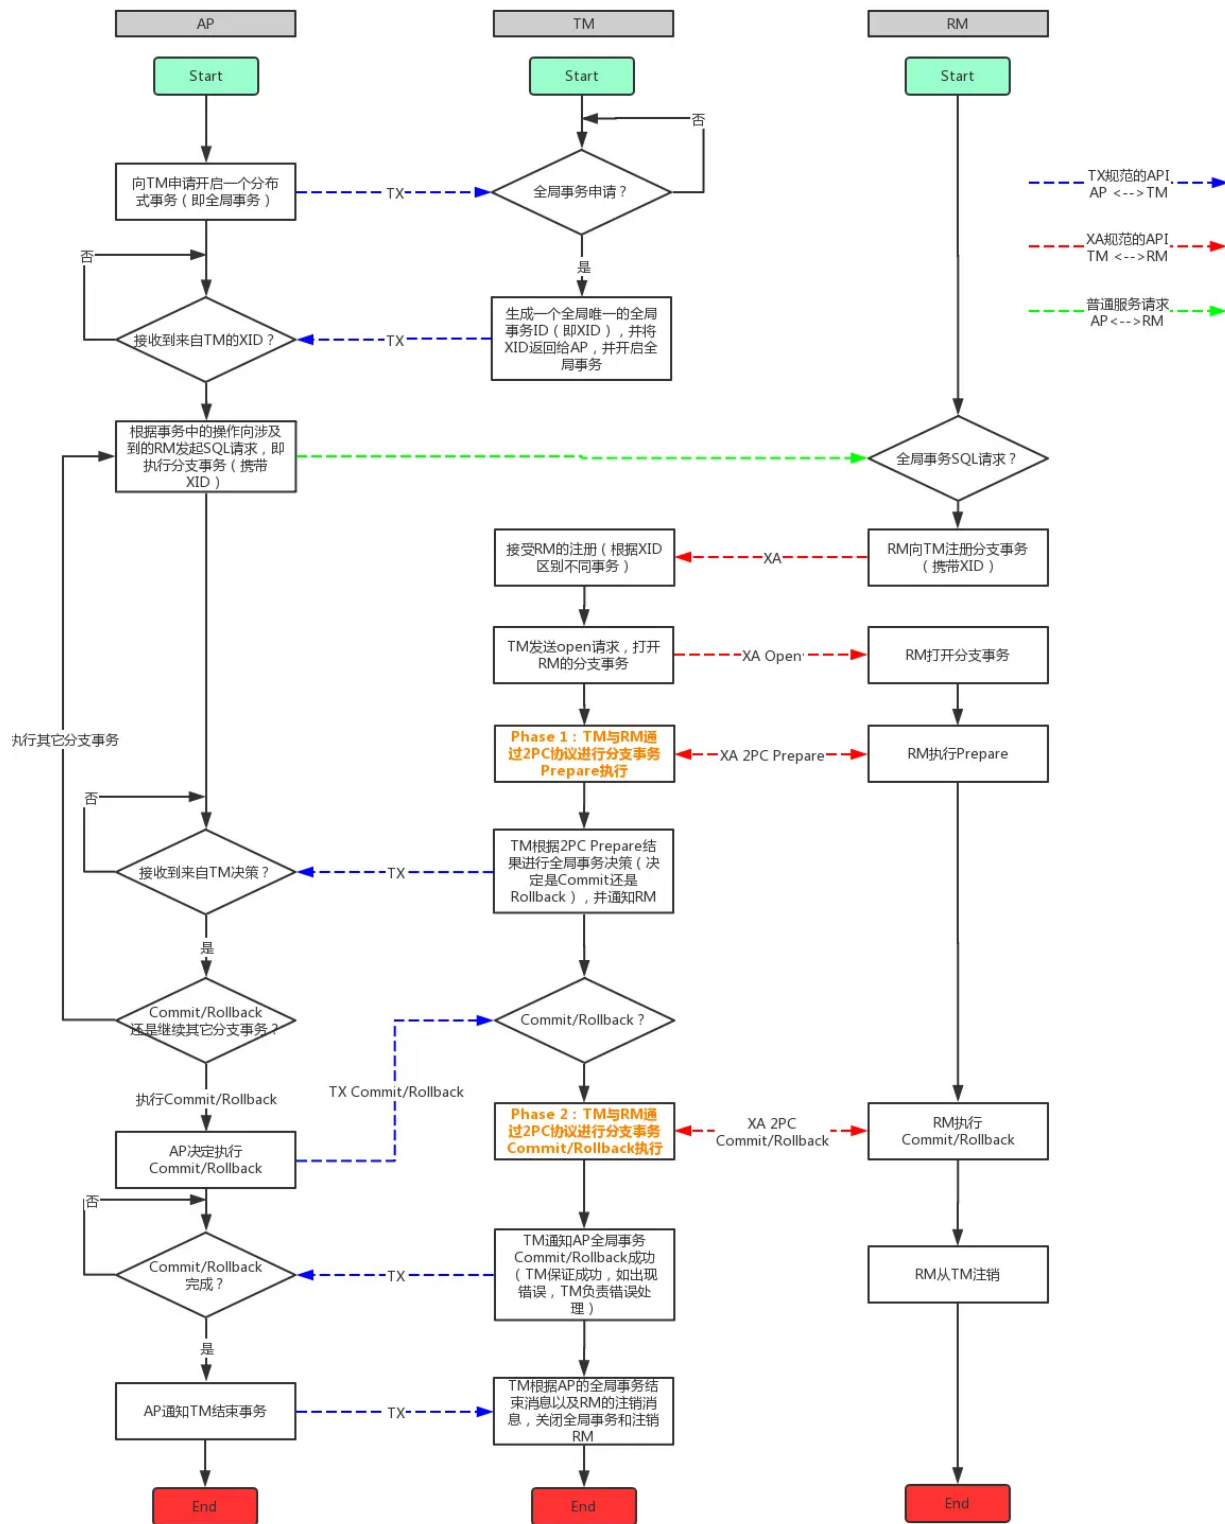 AP
TM
RM
Start
Start
Start
否
向TM申请开启一个分布
式事务（即全局事务）
TX
全局事务申请？
TX规范的API
AP <-->TM
XA规范的API
TM <-->RM
普通服务请求
AP<-->RM
否
是
接收到来自TM的XID？
TX
生成一个全局唯一的全局
事务ID（即XID），并将
XID返回给AP，并开启全
局事务
根据事务中的操作向涉及
到的RM发起SQL请求，即
执行分支事务（携带
XID）
全局事务SQL请求？
接受RM的注册（根据XID
区别不同事务）
XA
RM向TM注册分支事务
（携带XID）
TM发送open请求，打开
RM的分支事务
XA Open
RM打开分支事务
执行其它分支事务
Phase 1：TM与RM通
过2PC协议进行分支事务
Prepare执行
XA 2PC Prepare
RM执行Prepare
否
接收到来自TM决策？
TX
TM根据2PC Prepare结
果进行全局事务决策（决
定是Commit还是
Rollback），并通知RM
是
Commit/Rollback
还是继续其它分支事务？
Commit/Rollback？
TX Commit/Rollback
执行Commit/Rollback
Phase 2：TM与RM通
过2PC协议进行分支事务
Commit/Rollback执行
XA 2PC
Commit/Rollback
RM执行
Commit/Rollback
AP决定执行
Commit/Rollback
否
Commit/Rollback
完成？
TX
TM通知AP全局事务
Commit/Rollback成功
（TM保证成功，如出现
错误，TM负责错误处
理）
RM从TM注销
是
AP通知TM结束事务
TX
TM根据AP的全局事务结
束消息以及RM的注销消
息，关闭全局事务和注销
RM
End
End
End